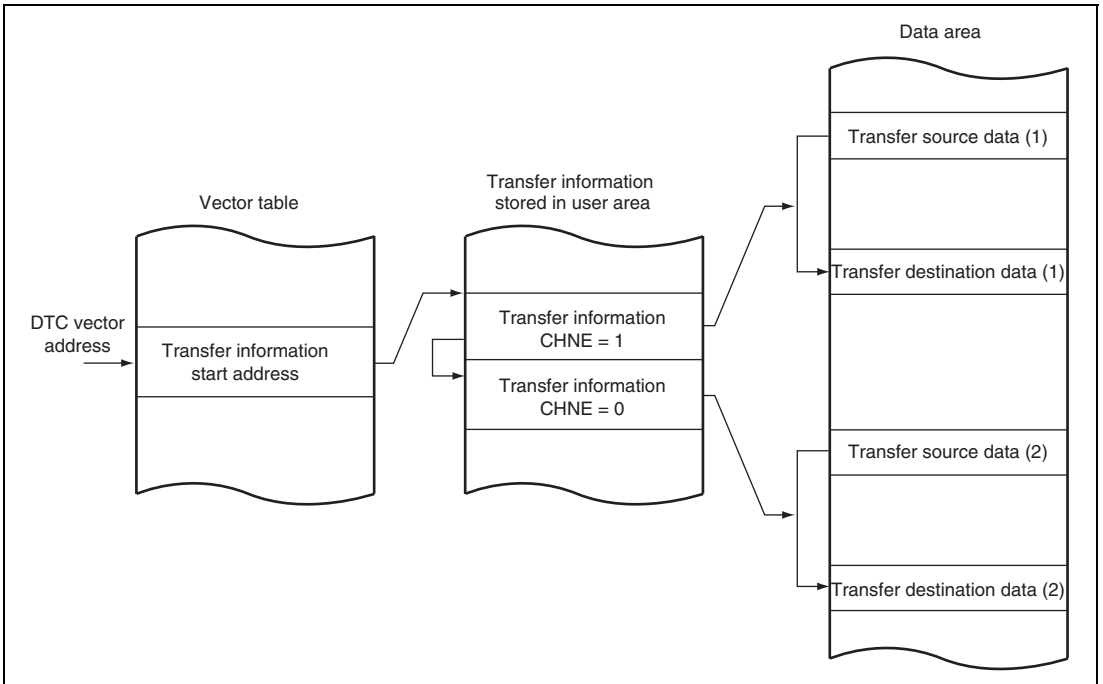 Data area
Transfer source data (1)
Transfer information
stored in user area
Vector table
Transfer destination data (1)
DTC vector
address
Transfer information
start address
Transfer information
CHNE = 1
Transfer information
CHNE = 0
Transfer source data (2)
Transfer destination data (2)